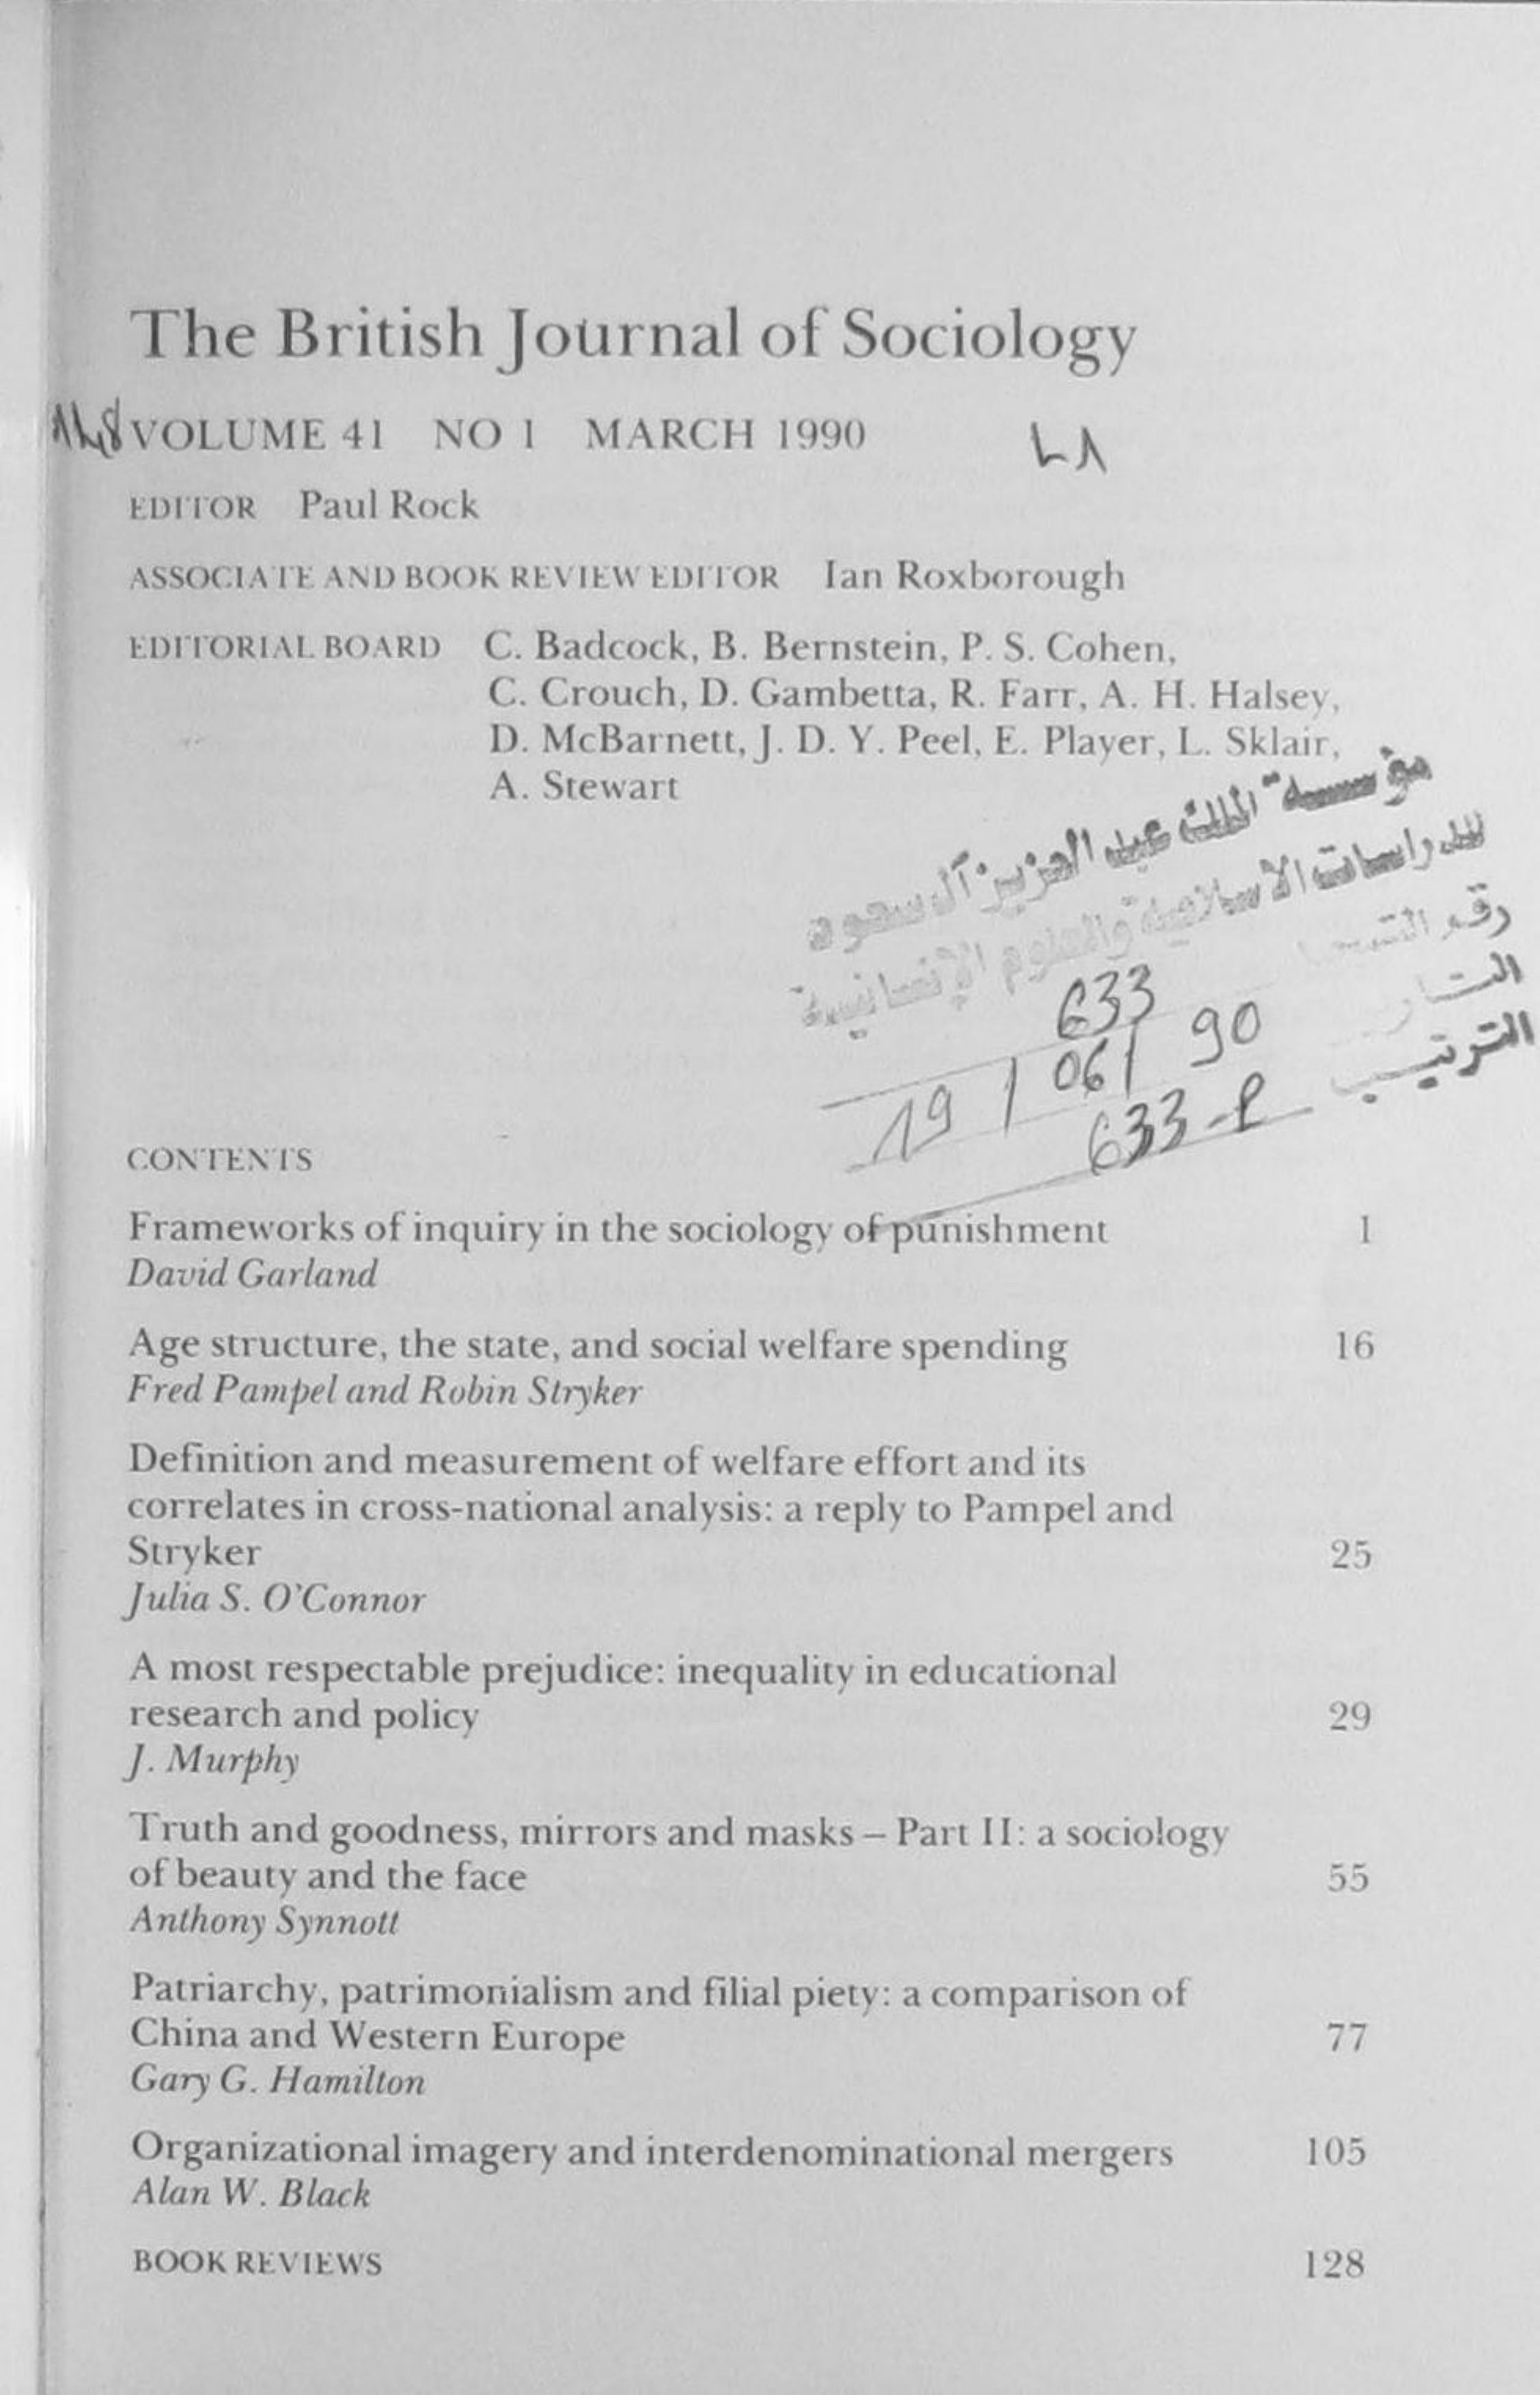 The British Journal of Sociology
VOLUME 41 NO 1 MARCH 1990
EDITOR Paul Rock
ASSOCIATE AND BOOK REVIEW EDITOR Ian Roxborough
EDITORIAL BOARD C. Badcock, B. Bernstein, P. S. Cohen,
C. Crouch, D. Gambetta, R. Farr, A. H. Halsey,
D. McBarnett, J. D. Y. Peel, E. Player, L. Sklair,
A. Stewart
مؤسسة الملك عبد العزيز آل سعود
للدراسات الاسلامية والعلوم الإنسانية
رقم 633
19 / 06 / 90
الترتيب 633-P
CONTENTS
Frameworks of inquiry in the sociology of punishment 1
David Garland
Age structure, the state, and social welfare spending 16
Fred Pampel and Robin Stryker
Definition and measurement of welfare effort and its
correlates in cross-national analysis: a reply to Pampel and
Stryker 25
Julia S. O'Connor
A most respectable prejudice: inequality in educational
research and policy 29
J. Murphy
Truth and goodness, mirrors and masks – Part II: a sociology
of beauty and the face 55
Anthony Synnott
Patriarchy, patrimonialism and filial piety: a comparison of
China and Western Europe 77
Gary G. Hamilton
Organizational imagery and interdenominational mergers 105
Alan W. Black
BOOK REVIEWS 128